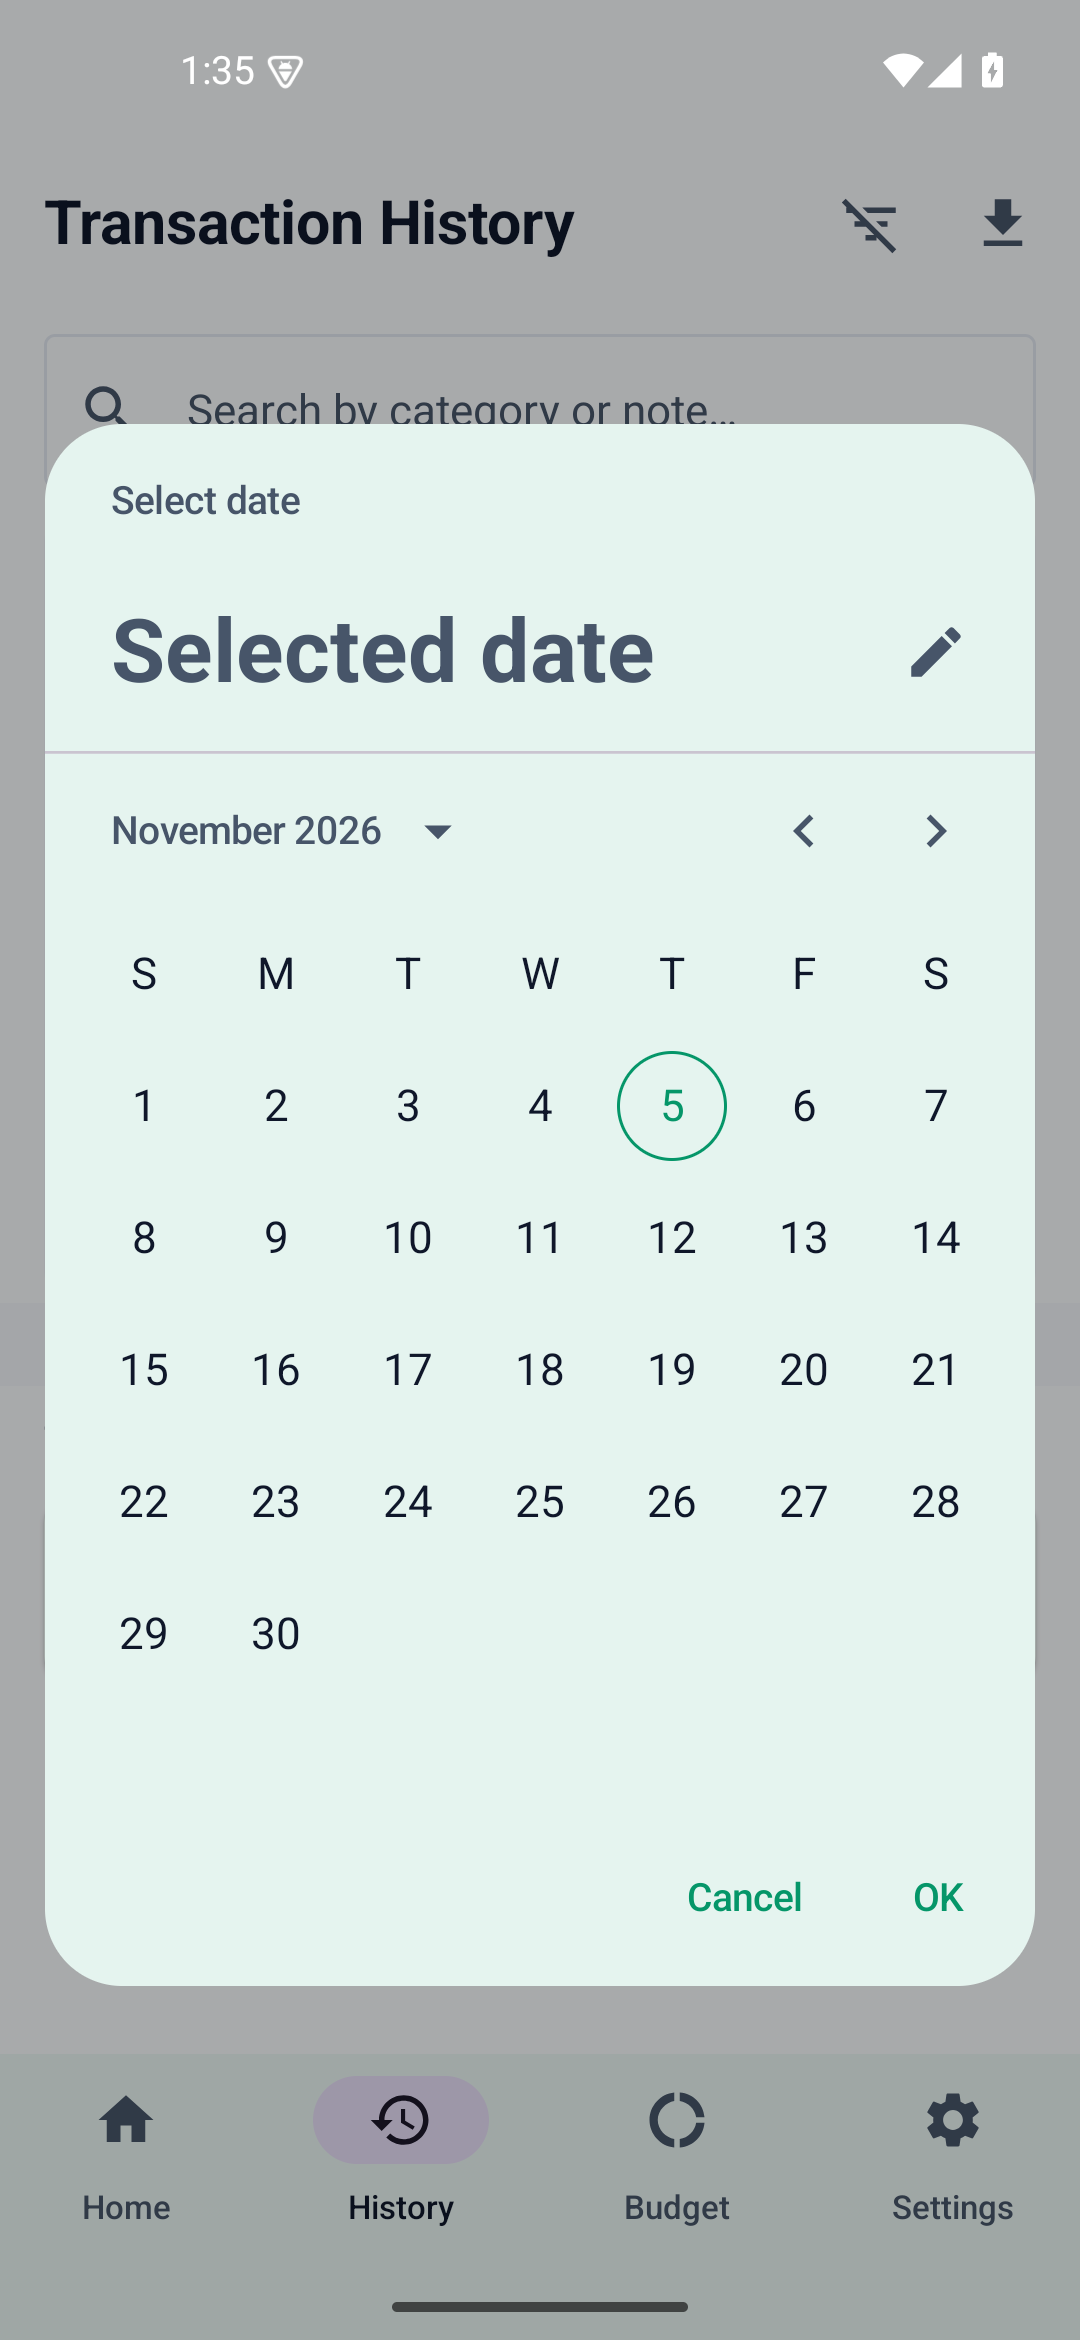 1:35
Transaction History
Search by category or note...
Select date
Selected date
November 2026
S M T W T F S
1 2 3 4 5 6 7
8 9 10 11 12 13 14
15 16 17 18 19 20 21
22 23 24 25 26 27 28
29 30
Cancel OK
Home History Budget Settings